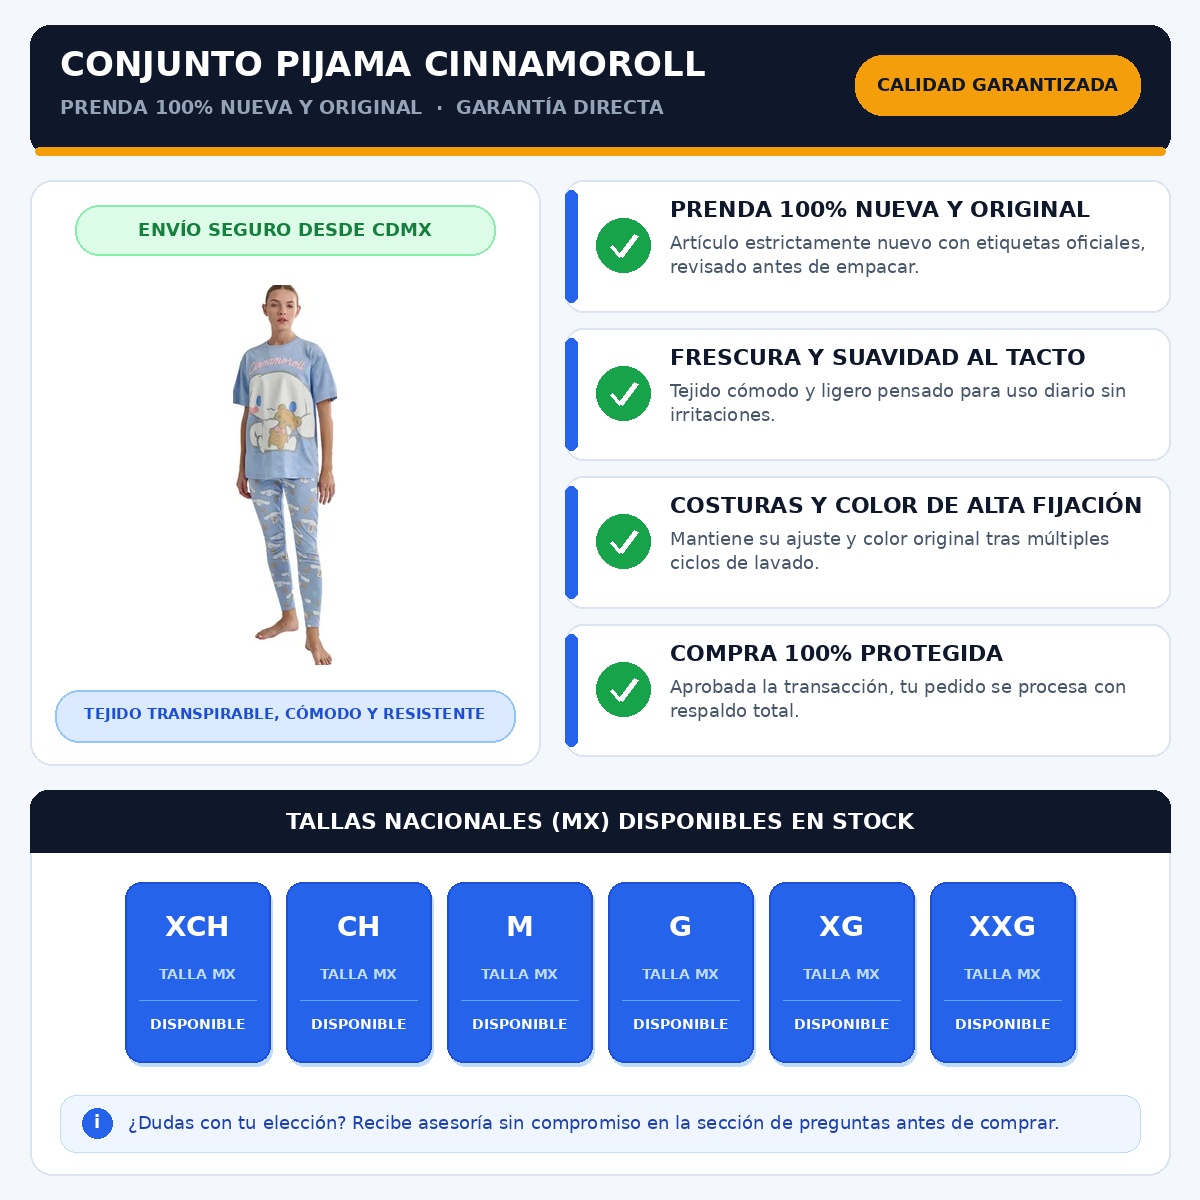 CONJUNTO PIJAMA CINNAMOROLL
PRENDA 100% NUEVA Y ORIGINAL · GARANTÍA DIRECTA
CALIDAD GARANTIZADA
ENVÍO SEGURO DESDE CDMX
Cinnamoroll
TEJIDO TRANSPIRABLE, CÓMODO Y RESISTENTE
PRENDA 100% NUEVA Y ORIGINAL
Artículo estrictamente nuevo con etiquetas oficiales,
revisado antes de empacar.
FRESCURA Y SUAVIDAD AL TACTO
Tejido cómodo y ligero pensado para uso diario sin
irritaciones.
COSTURAS Y COLOR DE ALTA FIJACIÓN
Mantiene su ajuste y color original tras múltiples
ciclos de lavado.
COMPRA 100% PROTEGIDA
Aprobada la transacción, tu pedido se procesa con
respaldo total.
TALLAS NACIONALES (MX) DISPONIBLES EN STOCK
XCH
TALLA MX
DISPONIBLE
CH
TALLA MX
DISPONIBLE
M
TALLA MX
DISPONIBLE
G
TALLA MX
DISPONIBLE
XG
TALLA MX
DISPONIBLE
XXG
TALLA MX
DISPONIBLE
i
¿Dudas con tu elección? Recibe asesoría sin compromiso en la sección de preguntas antes de comprar.